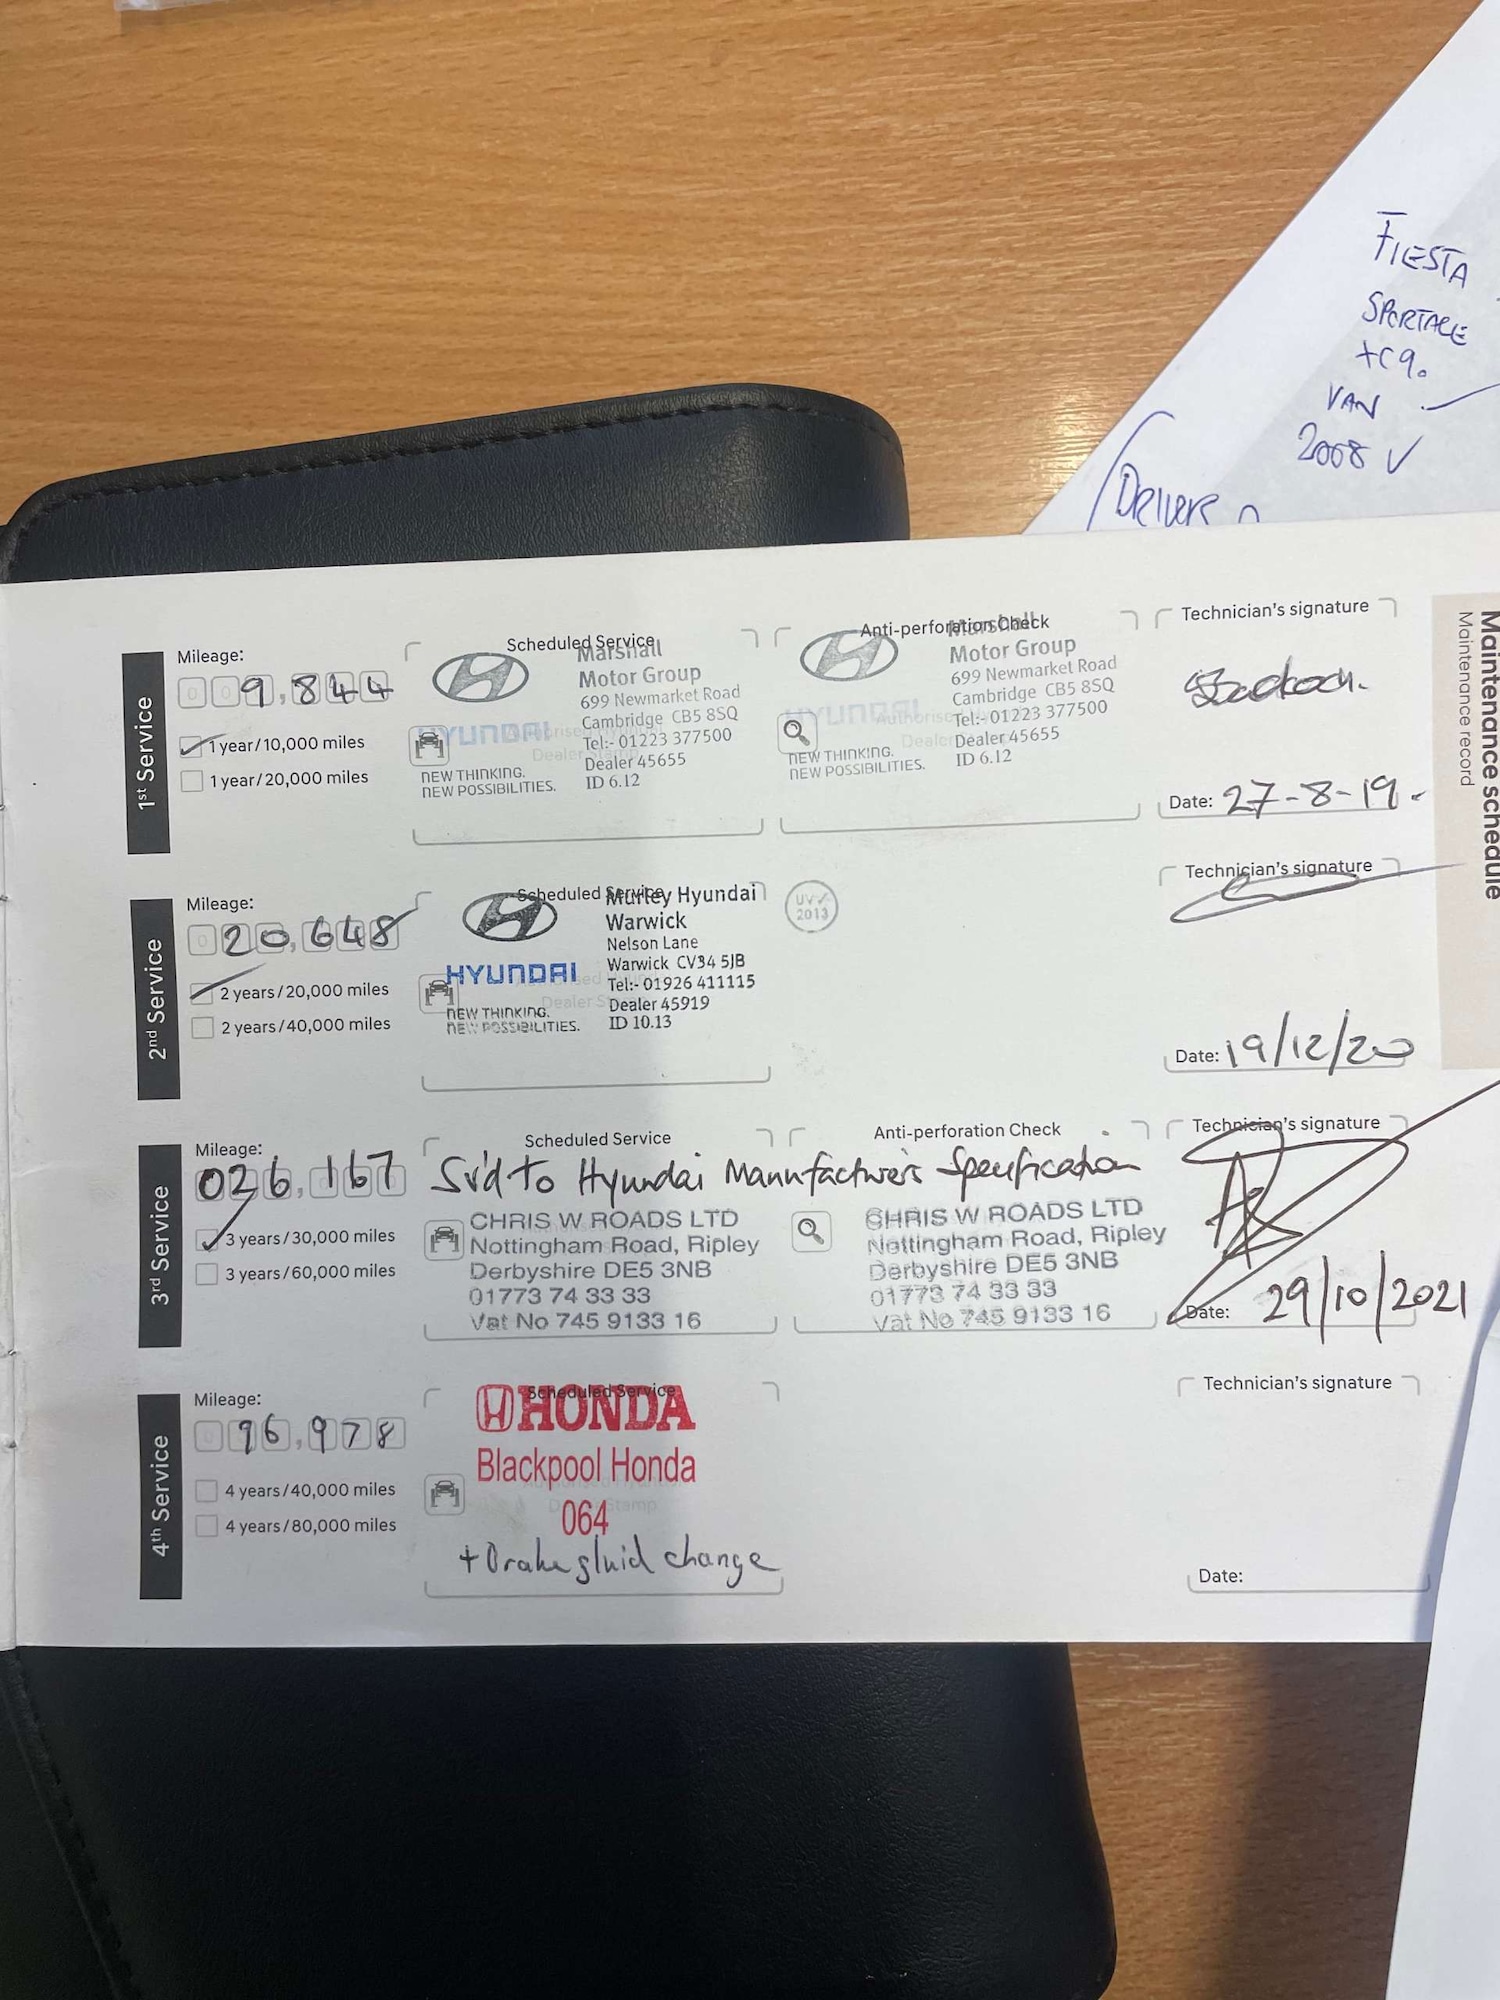 FIESTA
SPORTAGE
VAN
2008 ✓
Maintenance schedule
Maintenance record
1st Service
Mileage:
009,844
1 year/10,000 miles
1 year/20,000 miles
Scheduled Service
Marshall
Motor Group
699 Newmarket Road
Cambridge CB5 8SQ
Tel:- 01223 377500
Dealer 45655
ID 6.12
HYUNDAI
NEW THINKING.
NEW POSSIBILITIES.
Anti-perforation Check
Marshall
Motor Group
699 Newmarket Road
Cambridge CB5 8SQ
Tel:- 01223 377500
Dealer 45655
ID 6.12
HYUNDAI
NEW THINKING.
NEW POSSIBILITIES.
Technician's signature
Date: 27-8-19.
2nd Service
Mileage:
020,648
2 years/20,000 miles
2 years/40,000 miles
Scheduled Service
Hyundai
Warwick
Nelson Lane
Warwick CV34 5JB
Tel:- 01926 411115
Dealer 45919
ID 10.13
HYUNDAI
NEW THINKING.
NEW POSSIBILITIES.
UV✓
2013
Technician's signature
Date: 19/12/20
3rd Service
Mileage:
026,167
3 years/30,000 miles
3 years/60,000 miles
Scheduled Service
Anti-perforation Check
Sv'd to Hyundai Mannfacturer's Specification
CHRIS W ROADS LTD
Nottingham Road, Ripley
Derbyshire DE5 3NB
01773 74 33 33
Vat No 745 9133 16
CHRIS W ROADS LTD
Nottingham Road, Ripley
Derbyshire DE5 3NB
01773 74 33 33
Vat No 745 9133 16
Technician's signature
Date: 29/10/2021
4th Service
Mileage:
096,978
4 years/40,000 miles
4 years/80,000 miles
Scheduled Service
HONDA
Blackpool Honda
064
+ Brake fluid change
Technician's signature
Date: